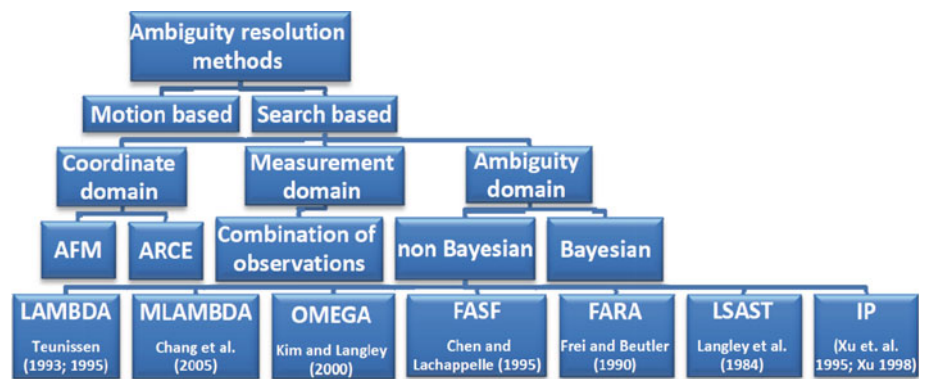 Ambiguity resolution
methods
Motion based
Search based
Coordinate
domain
Measurement
domain
Ambiguity
domain
AFM
ARCE
Combination of
observations
non Bayesian
Bayesian
LAMBDA
Teunissen
(1993; 1995)
MLAMBDA
Chang et al.
(2005)
OMEGA
Kim and Langley
(2000)
FASF
Chen and
Lachappelle (1995)
FARA
Frei and Beutler
(1990)
LSAST
Langley et al.
(1984)
IP
(Xu et. al.
1995; Xu 1998)